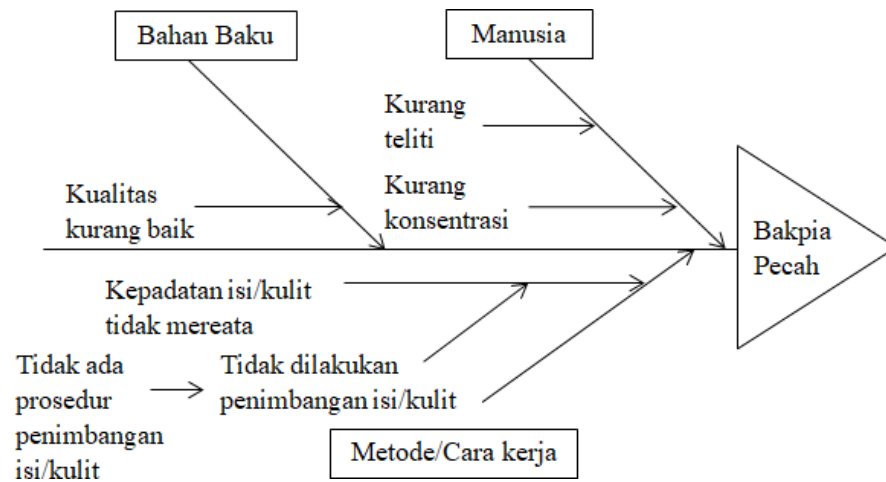 Bahan Baku
Manusia
Kurang
teliti
Kualitas
kurang baik
Kurang
konsentrasi
Bakpia
Pecah
Kepadatan isi/kulit
tidak mereata
Tidak ada
prosedur
penimbangan
isi/kulit
Tidak dilakukan
penimbangan isi/kulit
Metode/Cara kerja